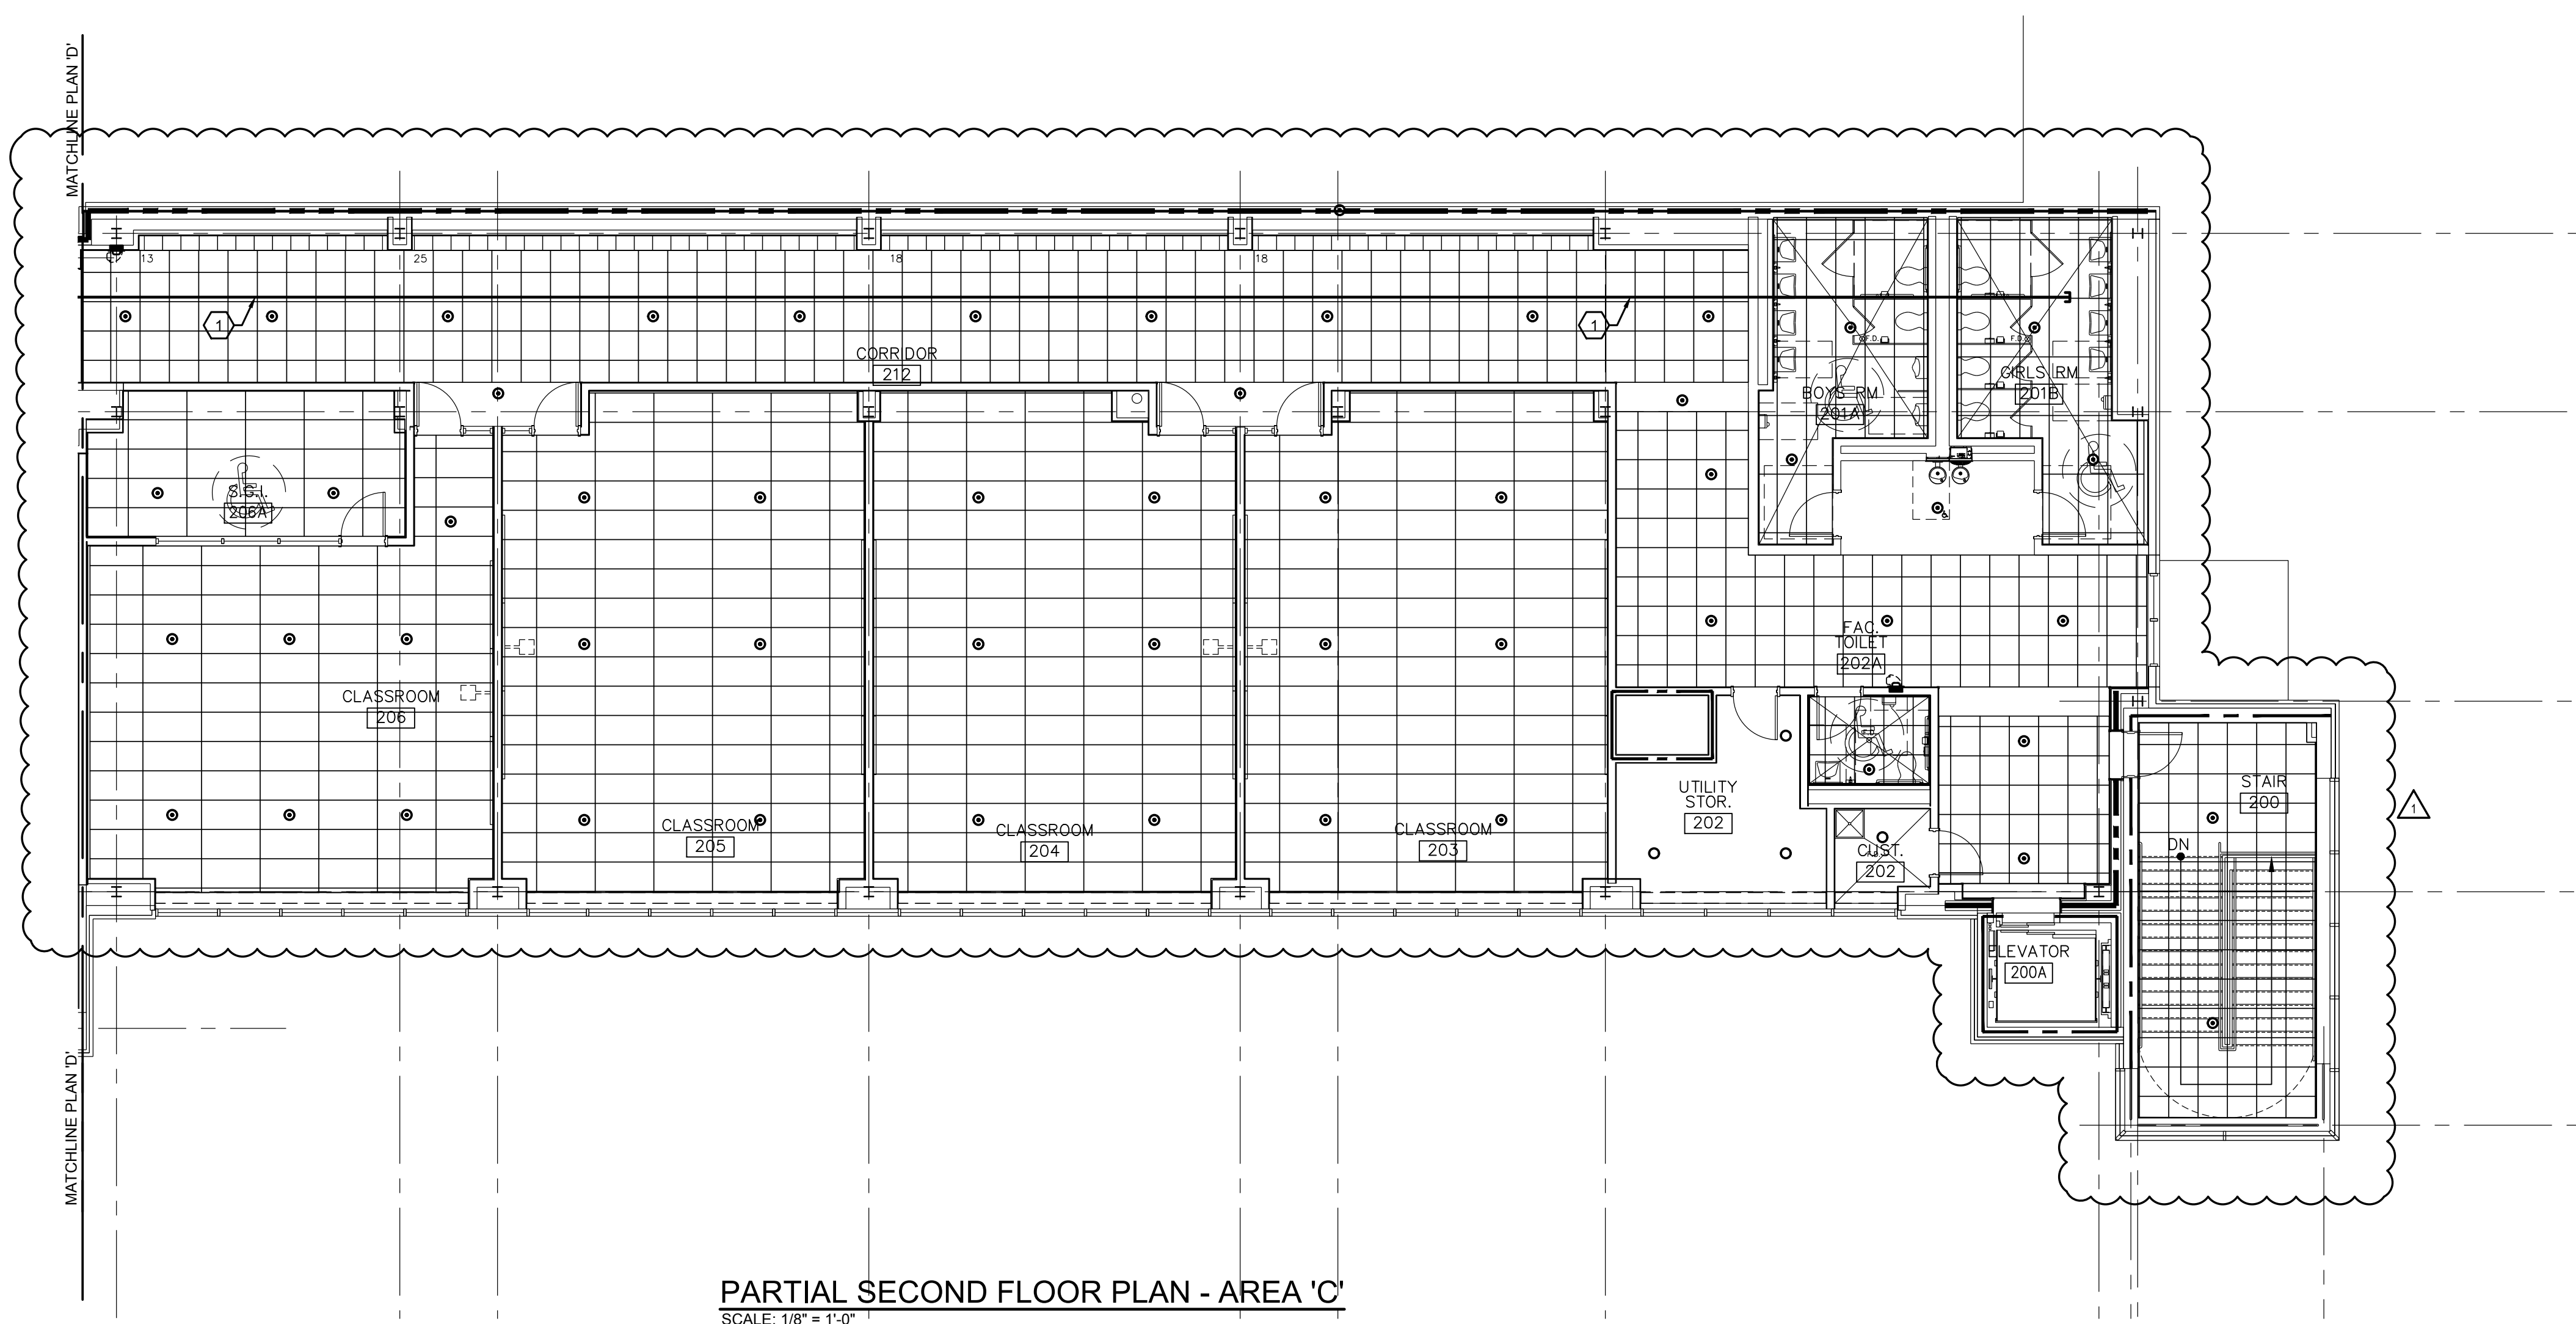 MATCHLINE PLAN 'D'
13
25
18
18
1
1
CORRIDOR
212
F.D.
F.D.
BOYS RM
201A
GIRLS RM
201B
S.G.I.
206A
FAC.
TOILET
202A
CLASSROOM
206
CLASSROOM
205
CLASSROOM
204
CLASSROOM
203
UTILITY
STOR.
202
CUST.
202
STAIR
200
1
DN
ELEVATOR
200A
MATCHLINE PLAN 'D'
PARTIAL SECOND FLOOR PLAN - AREA 'C'
SCALE: 1/8" = 1'-0"